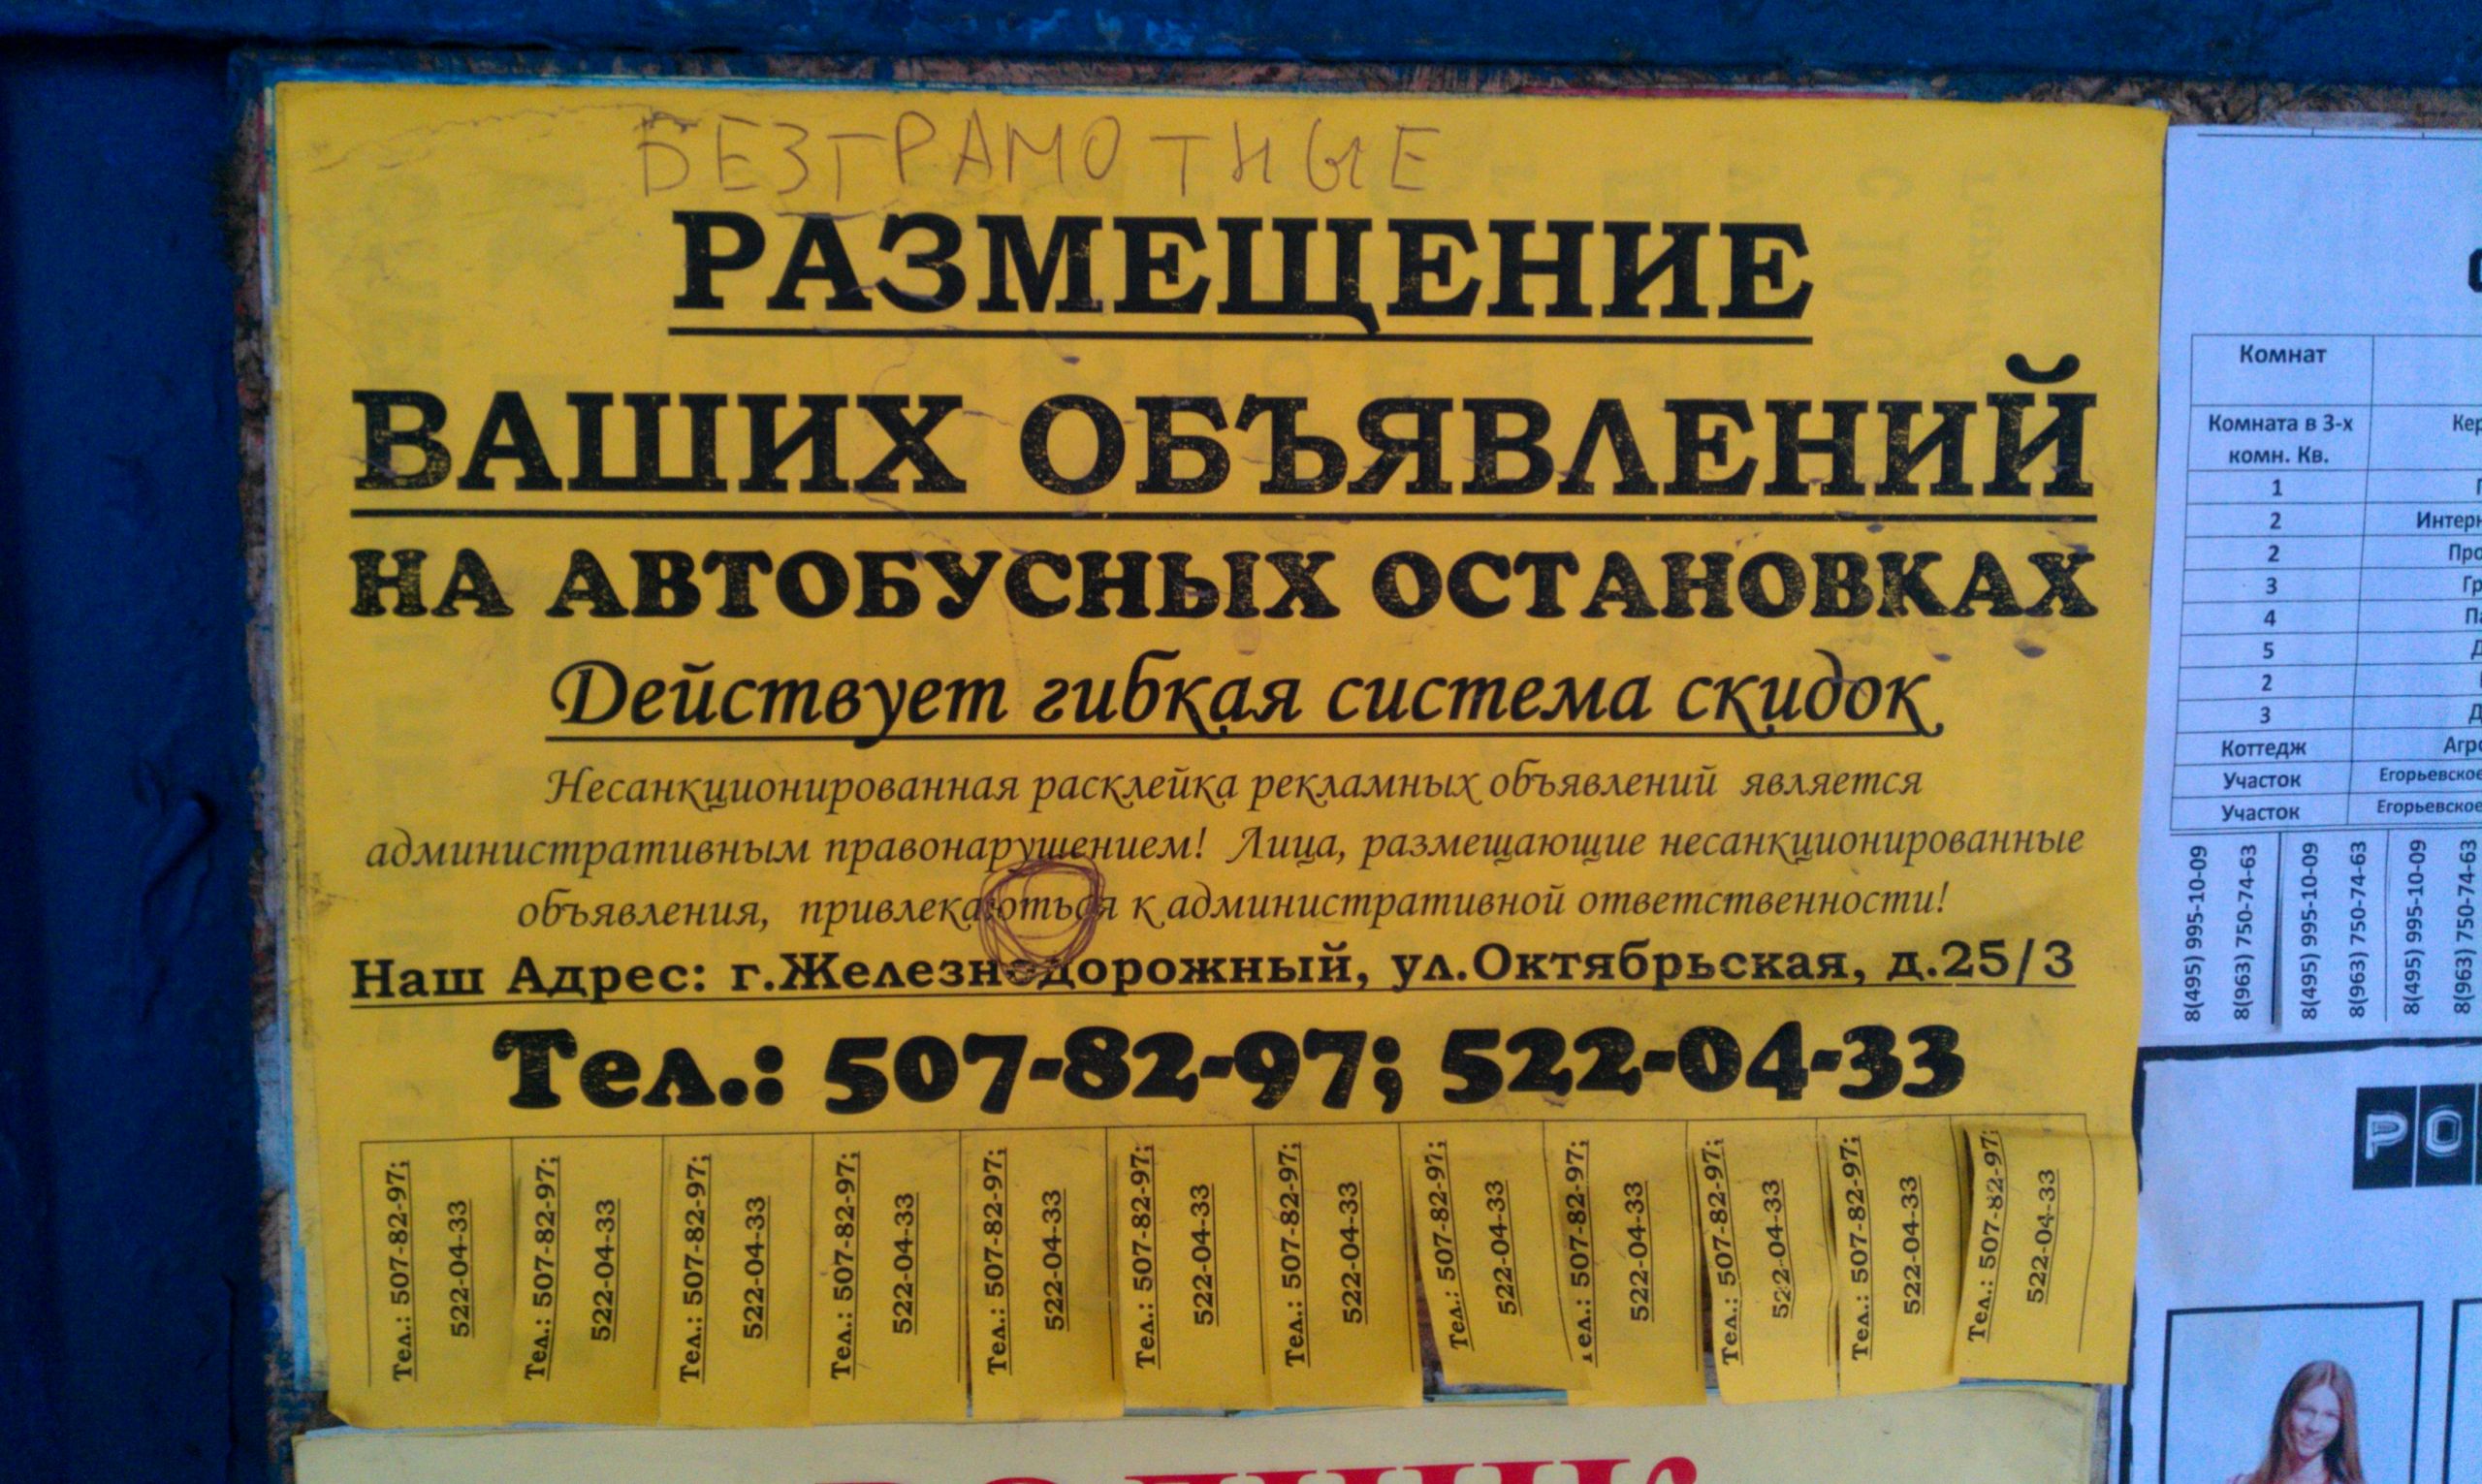 БЕЗГРАМОТНЫЕ
РАЗМЕЩЕНИЕ
ВАШИХ ОБЪЯВЛЕНИЙ
НА АВТОБУСНЫХ ОСТАНОВКАХ
Действует гибкая система скидок
Несанкционированная расклейка рекламных объявлений является
административным правонарушением! Лица, размещающие несанкционированные
объявления, привлекаються к административной ответственности!
Наш Адрес: г.Железнодорожный, ул.Октябрьская, д.25/3
Тел.: 507-82-97; 522-04-33
Тел.: 507-82-97;
522-04-33
Тел.: 507-82-97;
522-04-33
Тел.: 507-82-97;
522-04-33
Тел.: 507-82-97;
522-04-33
Тел.: 507-82-97;
522-04-33
Тел.: 507-82-97;
522-04-33
Тел.: 507-82-97;
522-04-33
Тел.: 507-82-97;
522-04-33
Тел.: 507-82-97;
522-04-33
Тел.: 507-82-97;
522-04-33
Тел.: 507-82-97;
522-04-33
Тел.: 507-82-97;
522-04-33
Комнат
Комната в 3-х
комн. Кв.
1
2
2
3
4
5
2
3
Коттедж
Участок Егорьевское
Участок Егорьевское
8(495) 995-10-09
8(963) 750-74-63
8(495) 995-10-09
8(963) 750-74-63
8(495) 995-10-09
8(963) 750-74-63